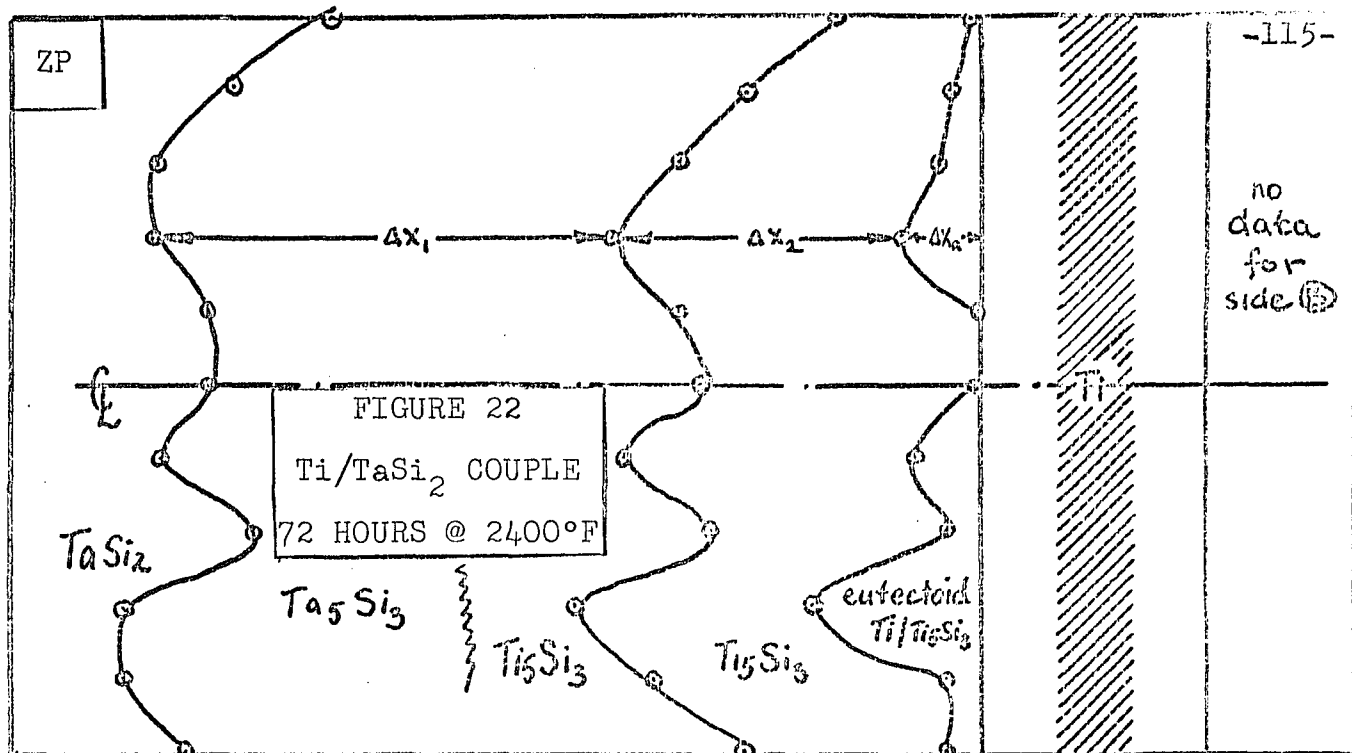 -115-
ZP
no
data
for
side Ⓑ
ΔX₁
ΔX₂
ΔXₐ
Ti
℄
FIGURE 22
Ti/TaSi₂ COUPLE
72 HOURS @ 2400°F
TaSi₂
Ta₅Si₃
Ti₅Si₃
Ti₅Si₃
eutectoid
Ti/Ti₅Si₃